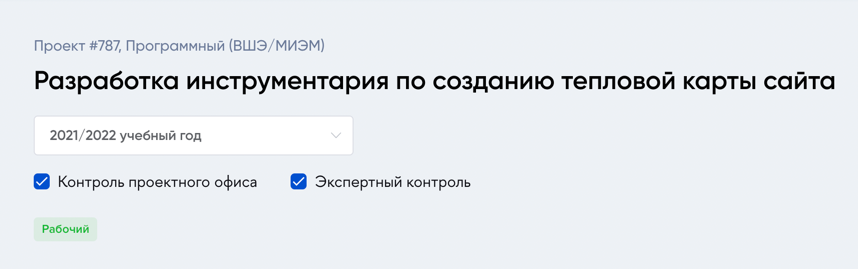 Проект #787, Программный (ВШЭ/МИЭМ)
Разработка инструментария по созданию тепловой карты сайта
2021/2022 учебный год
Контроль проектного офиса Экспертный контроль
Рабочий